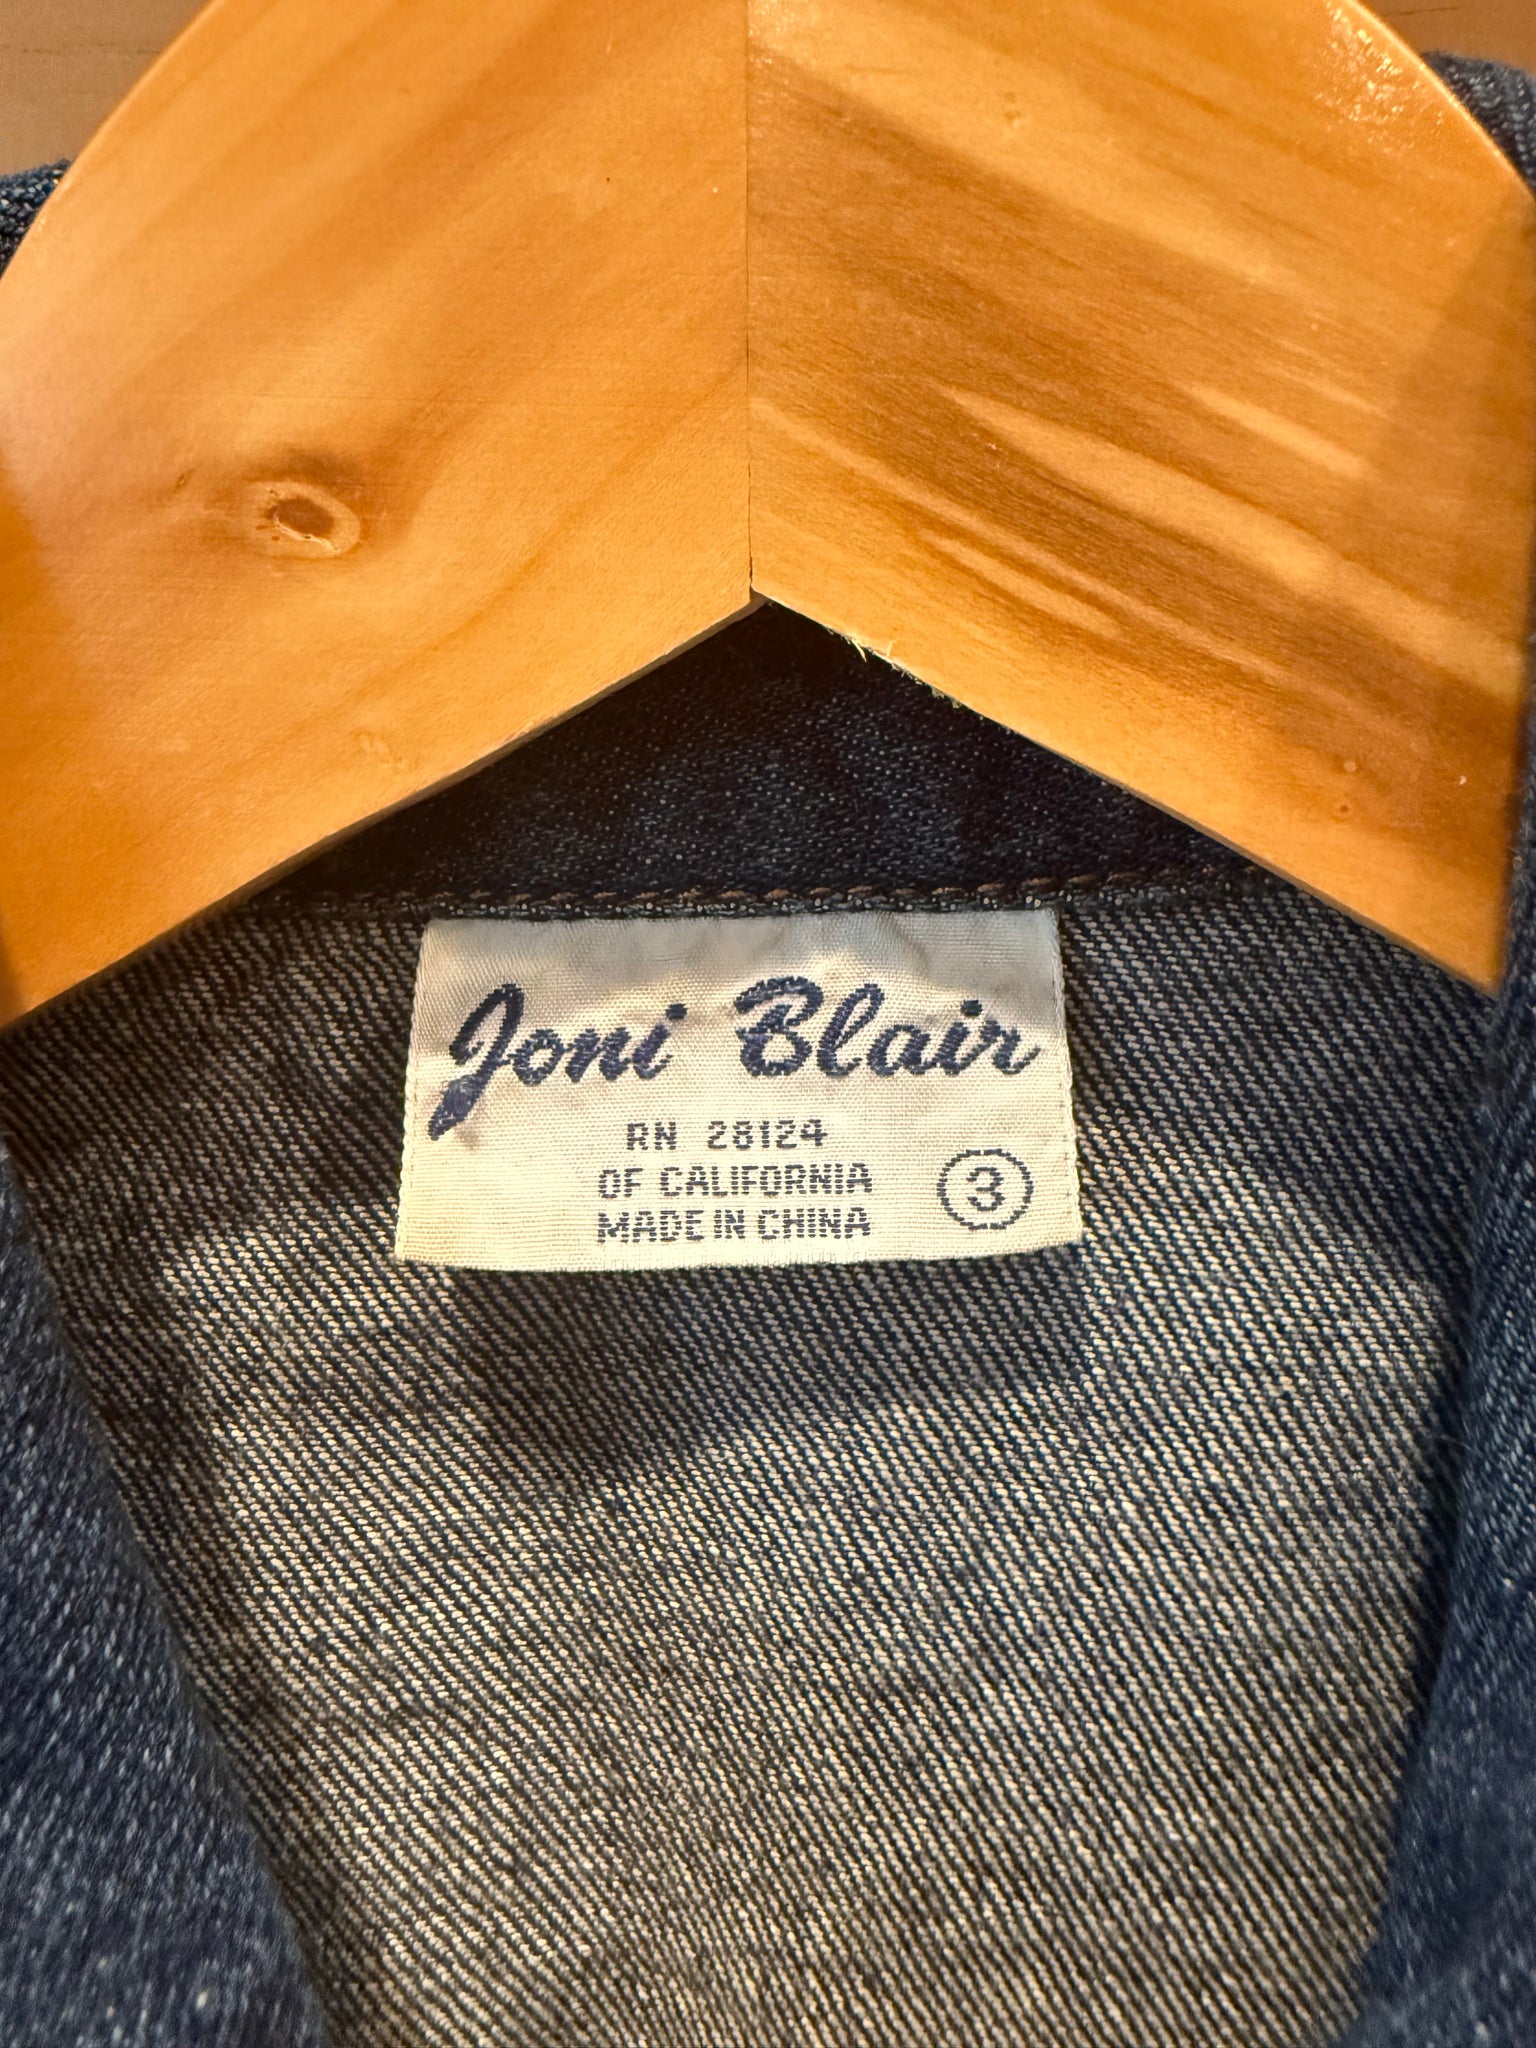 Joni Blair
RN 28124
OF CALIFORNIA
MADE IN CHINA
3